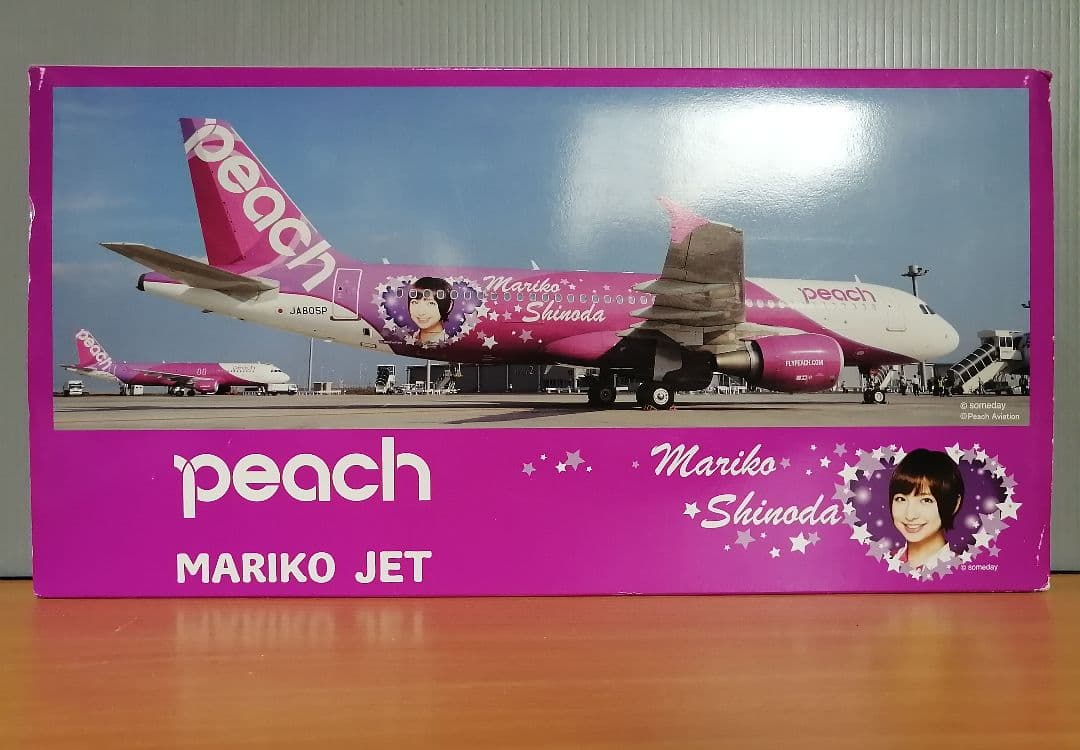 peach
Mariko
Shinoda
peach
JA805P
FLYPEACH.COM
peach
© someday
©Peach Aviation
peach
MARIKO JET
Mariko
Shinoda
© someday